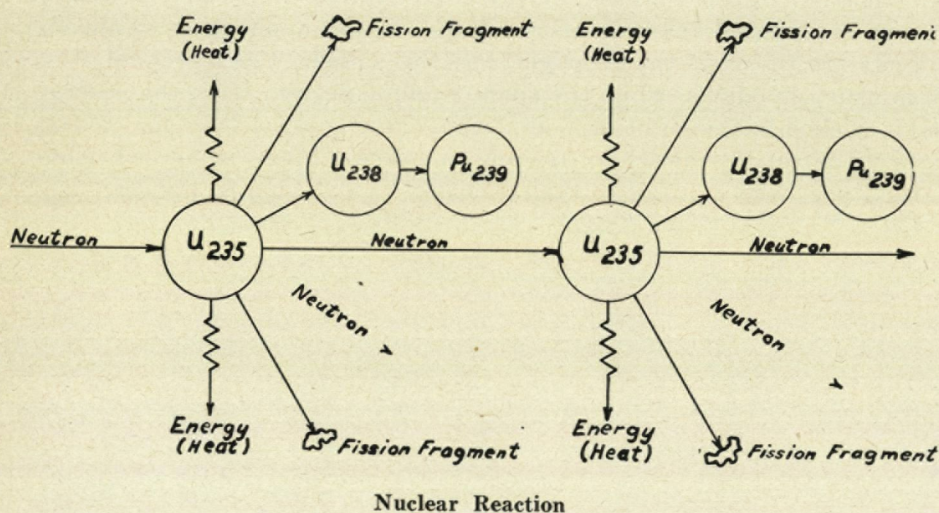 Energy
(Heat)
Fission Fragment
Energy
(Heat)
Fission Fragment
U238
Pu239
U238
Pu239
Neutron
U235
Neutron
U235
Neutron
Neutron
Neutron
Energy
(Heat)
Fission Fragment
Energy
(Heat)
Fission Fragment
Nuclear Reaction